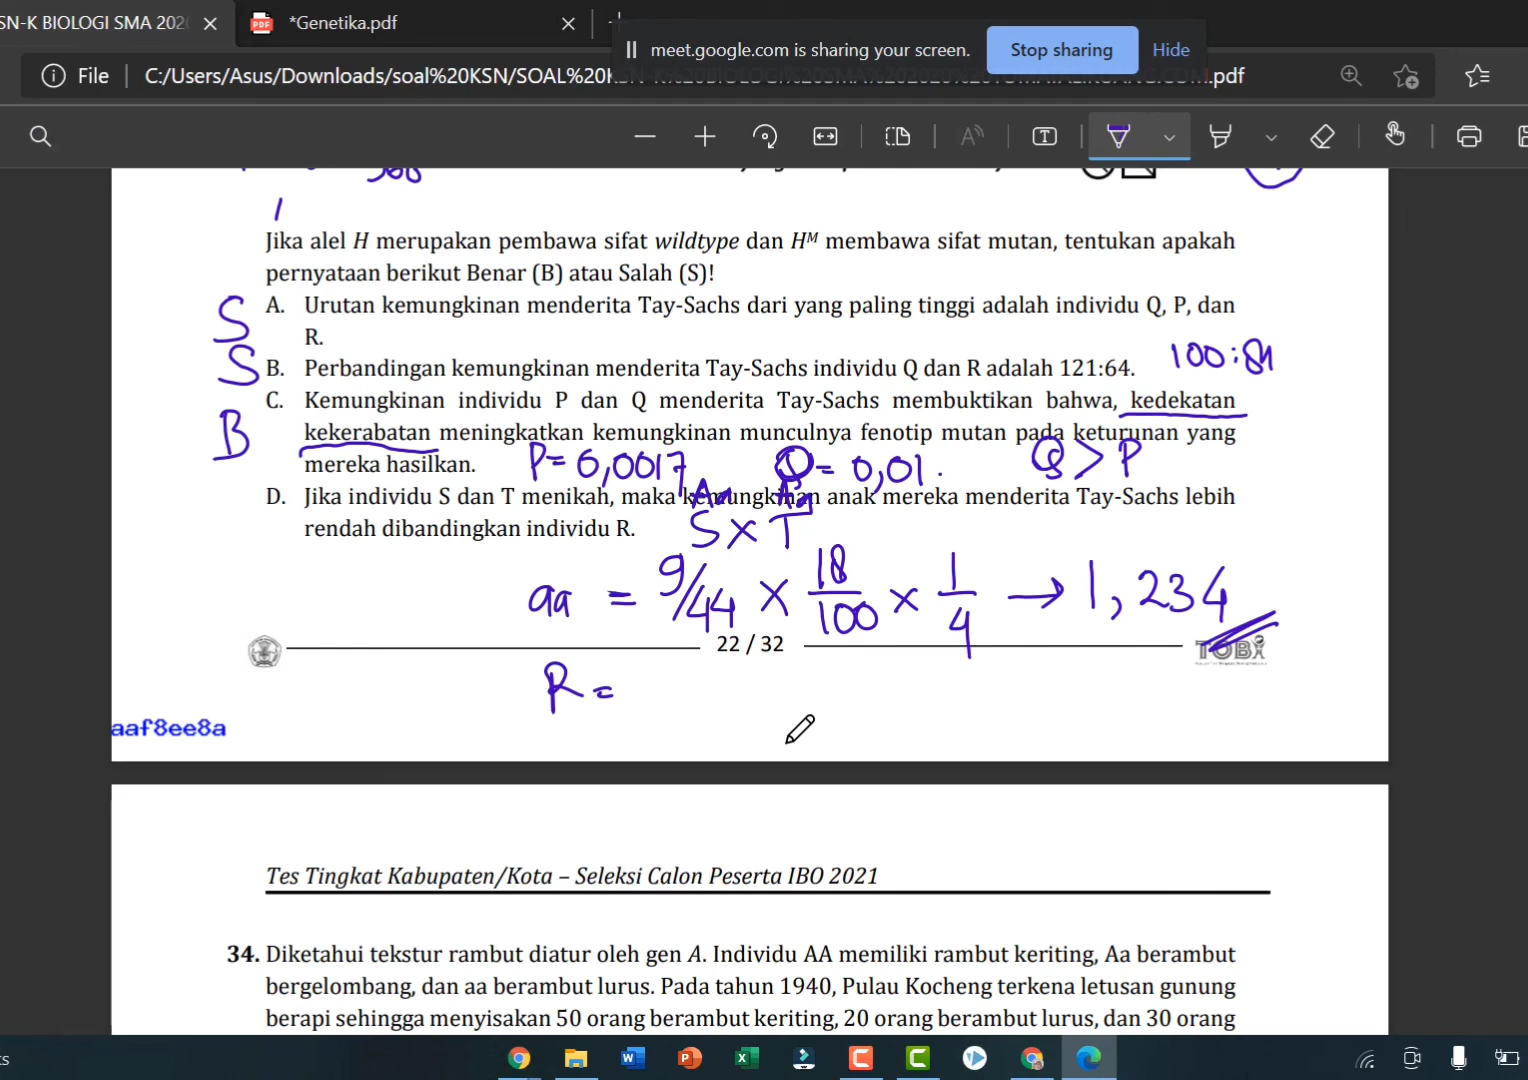 SN-K BIOLOGI SMA 202
*Genetika.pdf
meet.google.com is sharing your screen.
Stop sharing
Hide
File
C:/Users/Asus/Downloads/soal%20KSN/SOAL%20K
.pdf
Jika alel H merupakan pembawa sifat wildtype dan Hᴹ membawa sifat mutan, tentukan apakah
pernyataan berikut Benar (B) atau Salah (S)!
S
A. Urutan kemungkinan menderita Tay-Sachs dari yang paling tinggi adalah individu Q, P, dan
R.
S
B. Perbandingan kemungkinan menderita Tay-Sachs individu Q dan R adalah 121:64.
100:81
B
C. Kemungkinan individu P dan Q menderita Tay-Sachs membuktikan bahwa, kedekatan
kekerabatan meningkatkan kemungkinan munculnya fenotip mutan pada keturunan yang
mereka hasilkan.
P= 0,0017
Q = 0,01.
Q > P
D. Jika individu S dan T menikah, maka kemungkinan anak mereka menderita Tay-Sachs lebih
rendah dibandingkan individu R.
Aa Aa
S x T
aa = 9/44 x 18/100 x 1/4 → 1,234
22 / 32
TOBI
R =
aaf8ee8a
Tes Tingkat Kabupaten/Kota – Seleksi Calon Peserta IBO 2021
34. Diketahui tekstur rambut diatur oleh gen A. Individu AA memiliki rambut keriting, Aa berambut
bergelombang, dan aa berambut lurus. Pada tahun 1940, Pulau Kocheng terkena letusan gunung
berapi sehingga menyisakan 50 orang berambut keriting, 20 orang berambut lurus, dan 30 orang